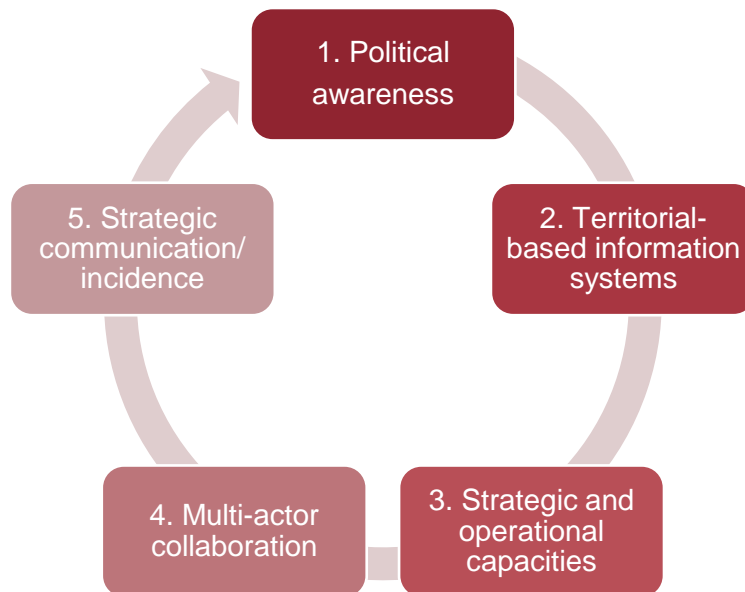 1. Political
awareness
2. Territorial-
based information
systems
3. Strategic and
operational
capacities
4. Multi-actor
collaboration
5. Strategic
communication/
incidence